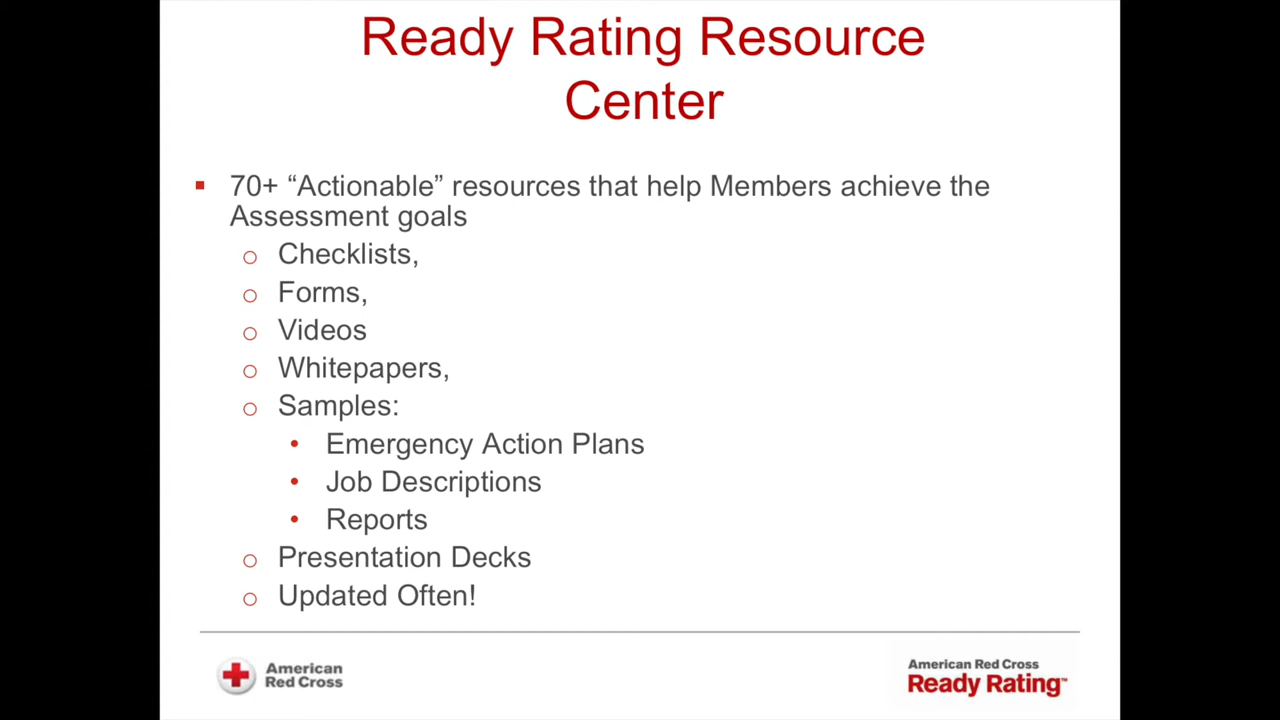 Ready Rating Resource
Center
▪ 70+ “Actionable” resources that help Members achieve the
Assessment goals
o Checklists,
o Forms,
o Videos
o Whitepapers,
o Samples:
• Emergency Action Plans
• Job Descriptions
• Reports
o Presentation Decks
o Updated Often!
American
Red Cross
American Red Cross
Ready Rating™